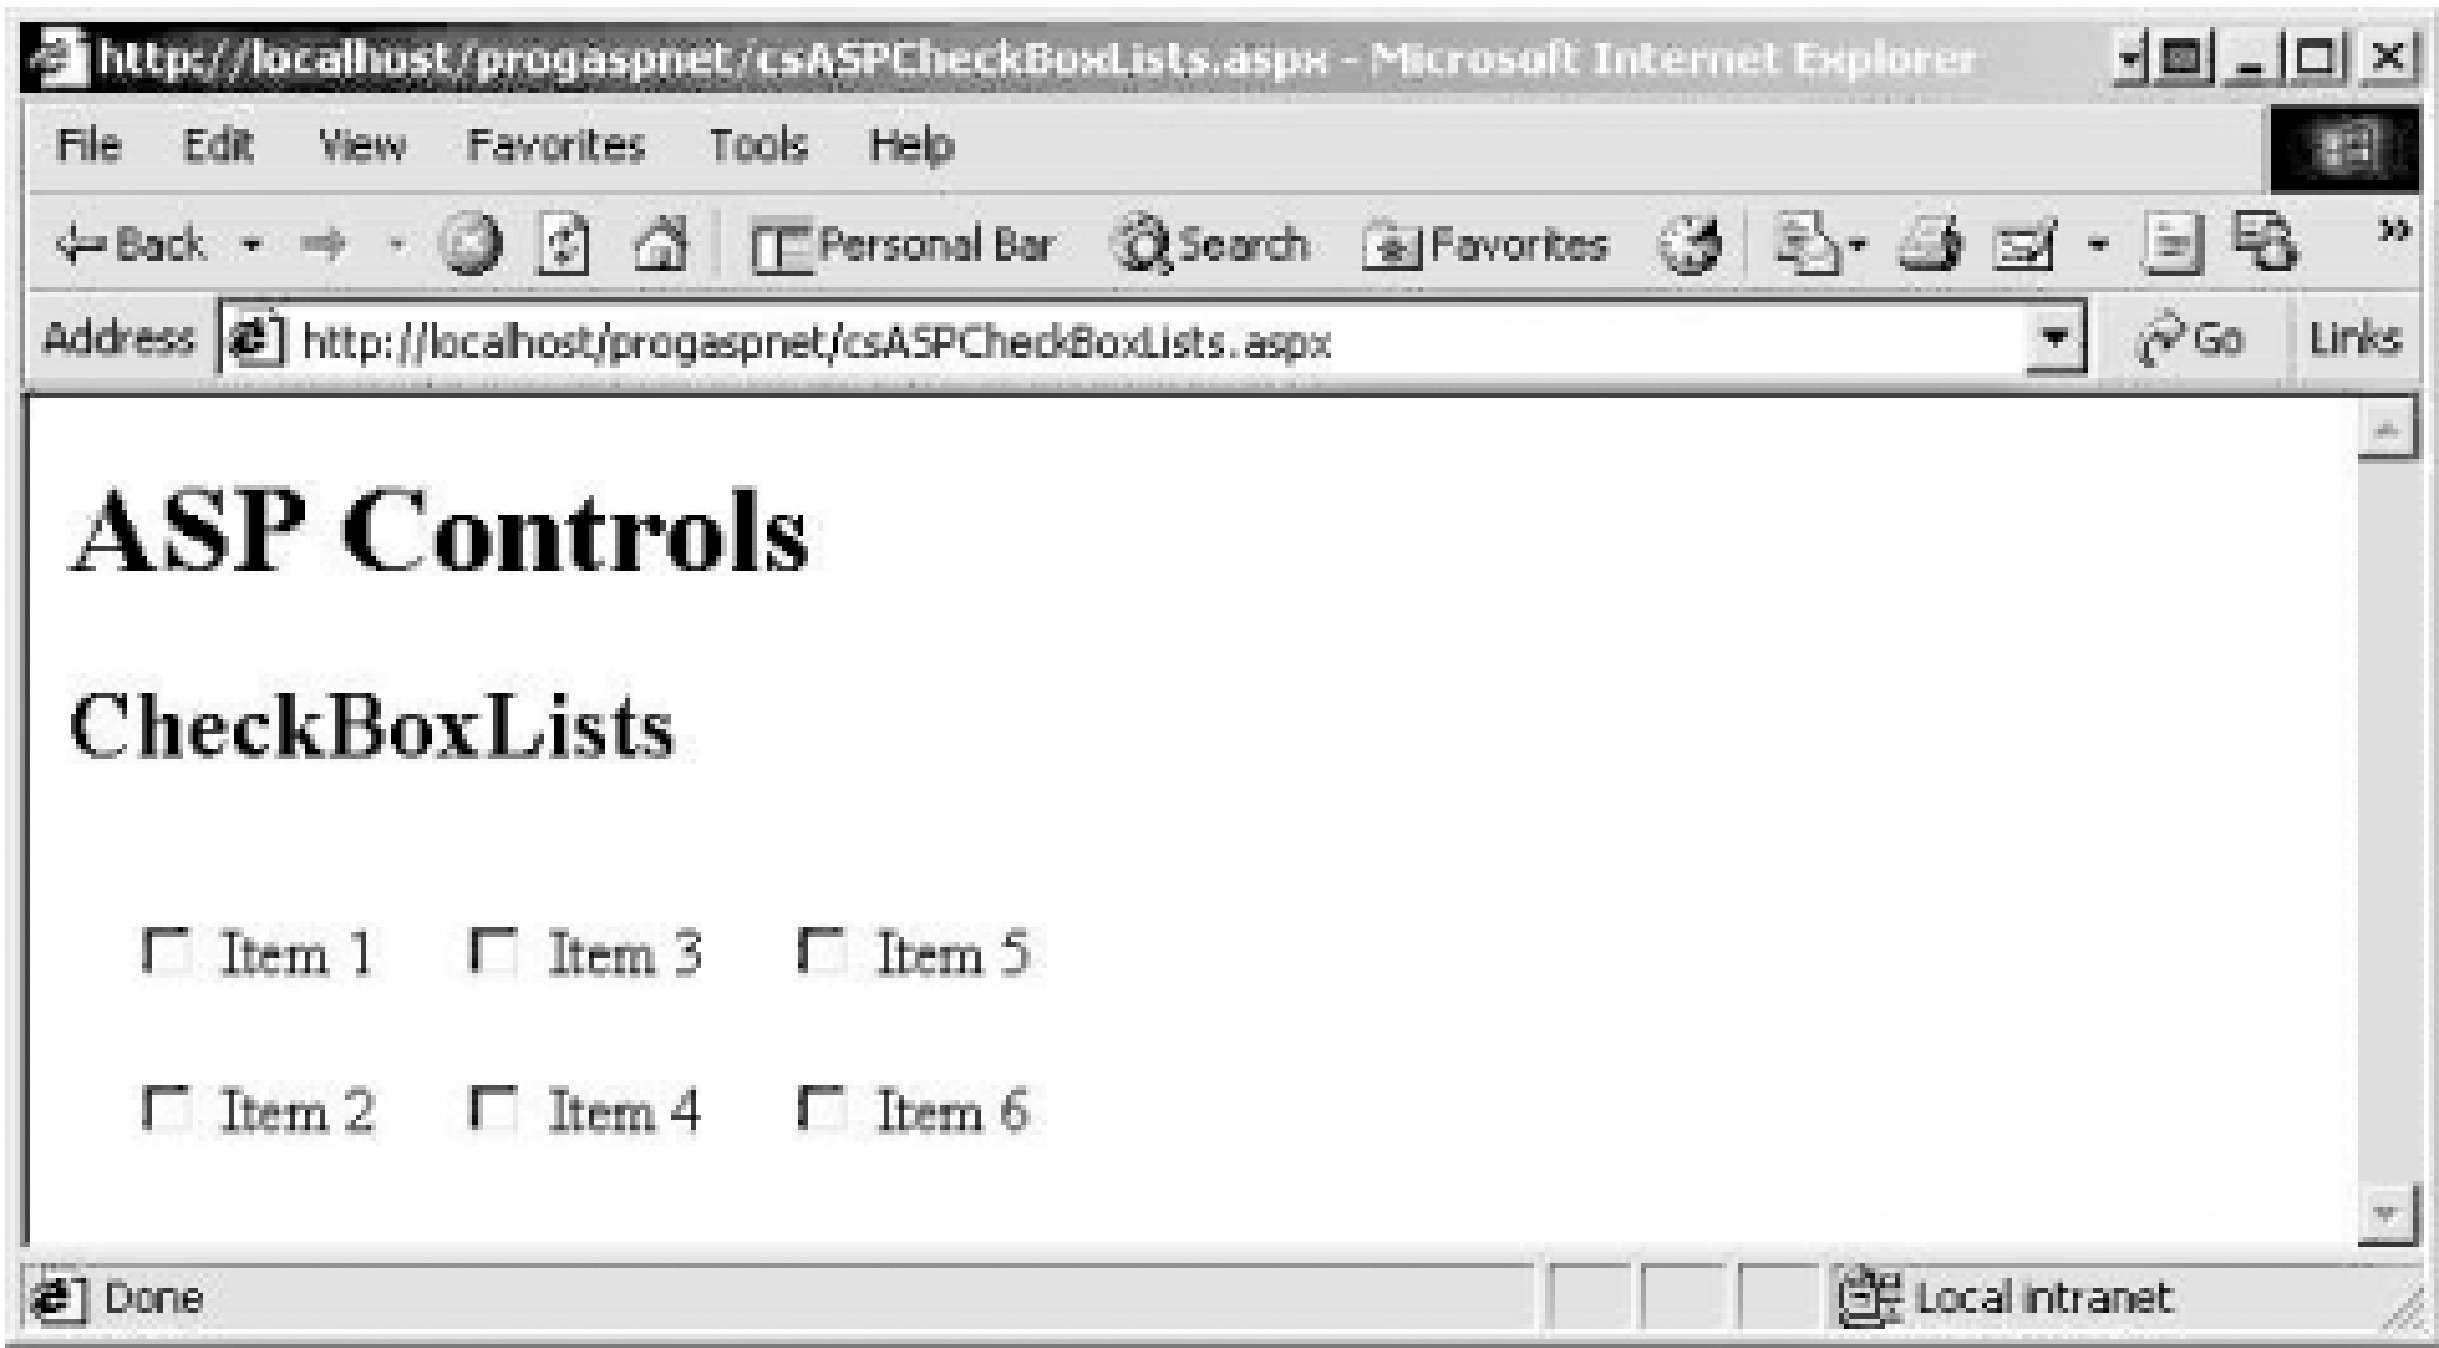 http://localhost/progaspnet/csASPCheckBoxLists.aspx - Microsoft Internet Explorer
File Edit View Favorites Tools Help
Back Personal Bar Search Favorites »
Address http://localhost/progaspnet/csASPCheckBoxLists.aspx Go Links
ASP Controls
CheckBoxLists
Item 1 Item 3 Item 5
Item 2 Item 4 Item 6
Done Local intranet